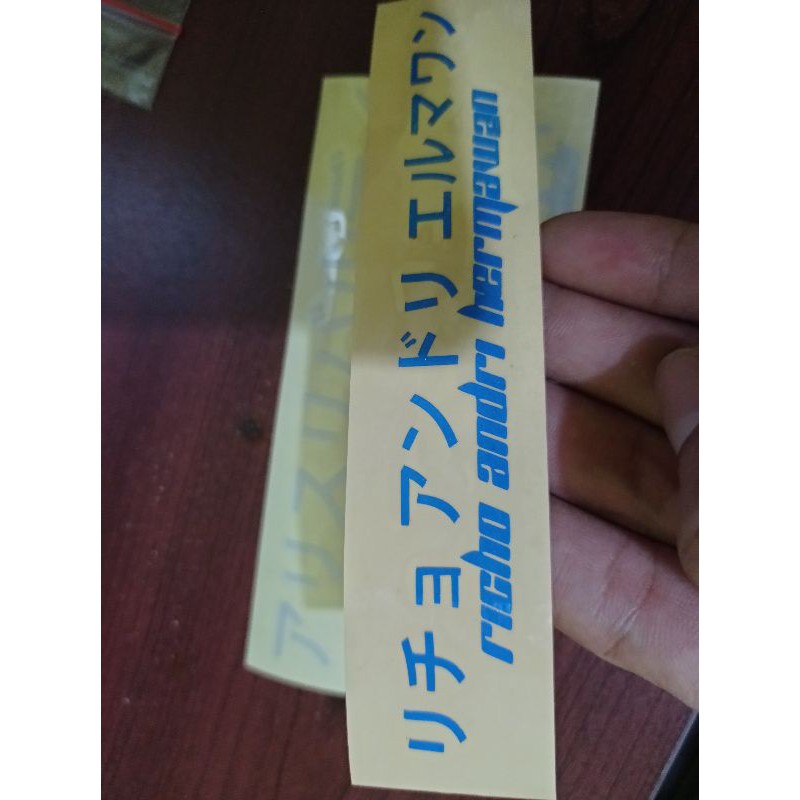 リチョ アンドリ エルマワン
richo andri hermawan